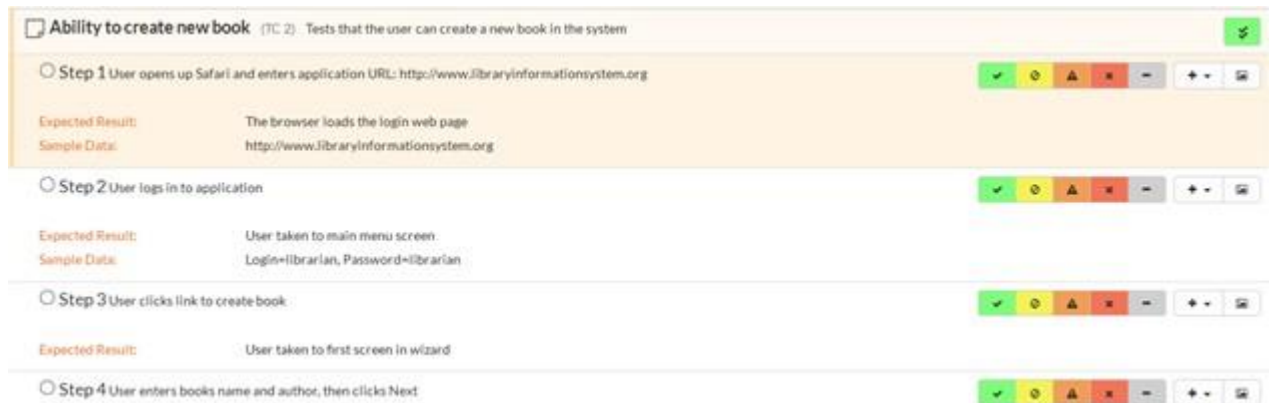 Ability to create new book (TC 2) Tests that the user can create a new book in the system
Step 1 User opens up Safari and enters application URL: http://www.libraryinformationsystem.org
Expected Result: The browser loads the login web page
Sample Data: http://www.libraryinformationsystem.org
Step 2 User logs in to application
Expected Result: User taken to main menu screen
Sample Data: Login=librarian, Password=librarian
Step 3 User clicks link to create book
Expected Result: User taken to first screen in wizard
Step 4 User enters books name and author, then clicks Next